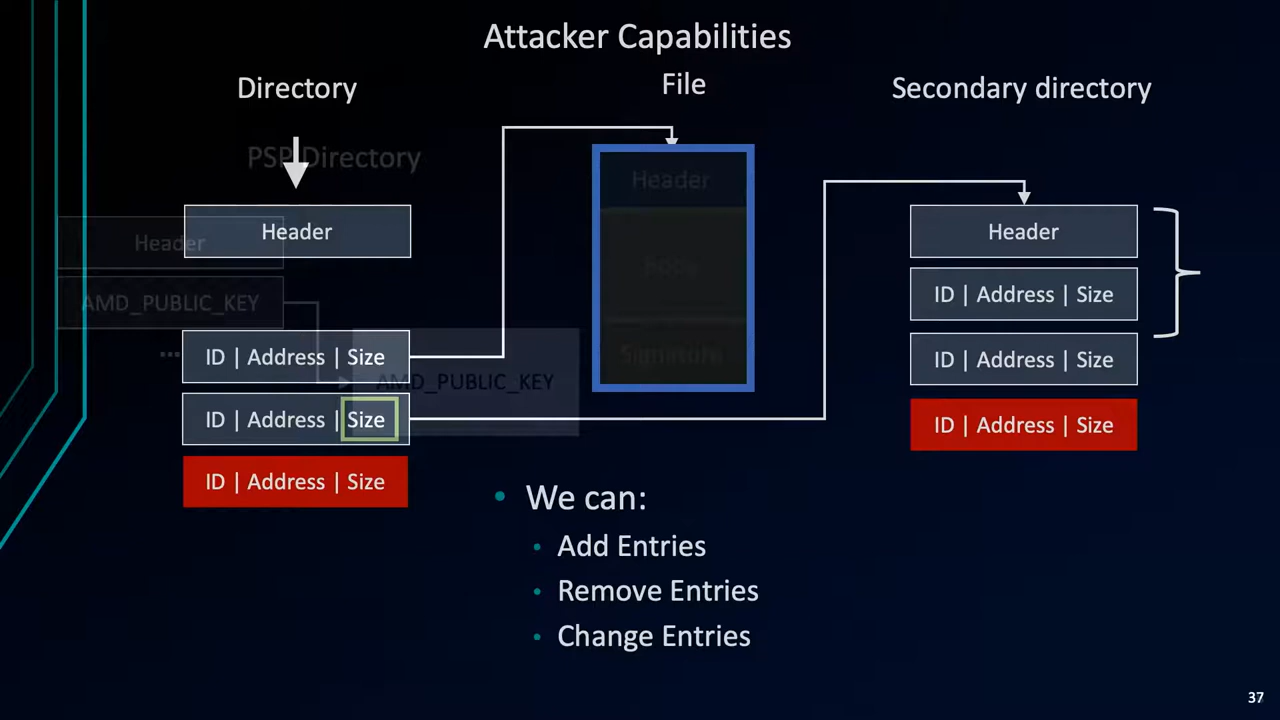 Attacker Capabilities
Directory
File
Secondary directory
PSP Directory
Header
Header
AMD_PUBLIC_KEY
...
ID | Address | Size
AMD_PUBLIC_KEY
ID | Address | Size
ID | Address | Size
Header
Signature
Header
ID | Address | Size
ID | Address | Size
ID | Address | Size
• We can:
• Add Entries
• Remove Entries
• Change Entries
37